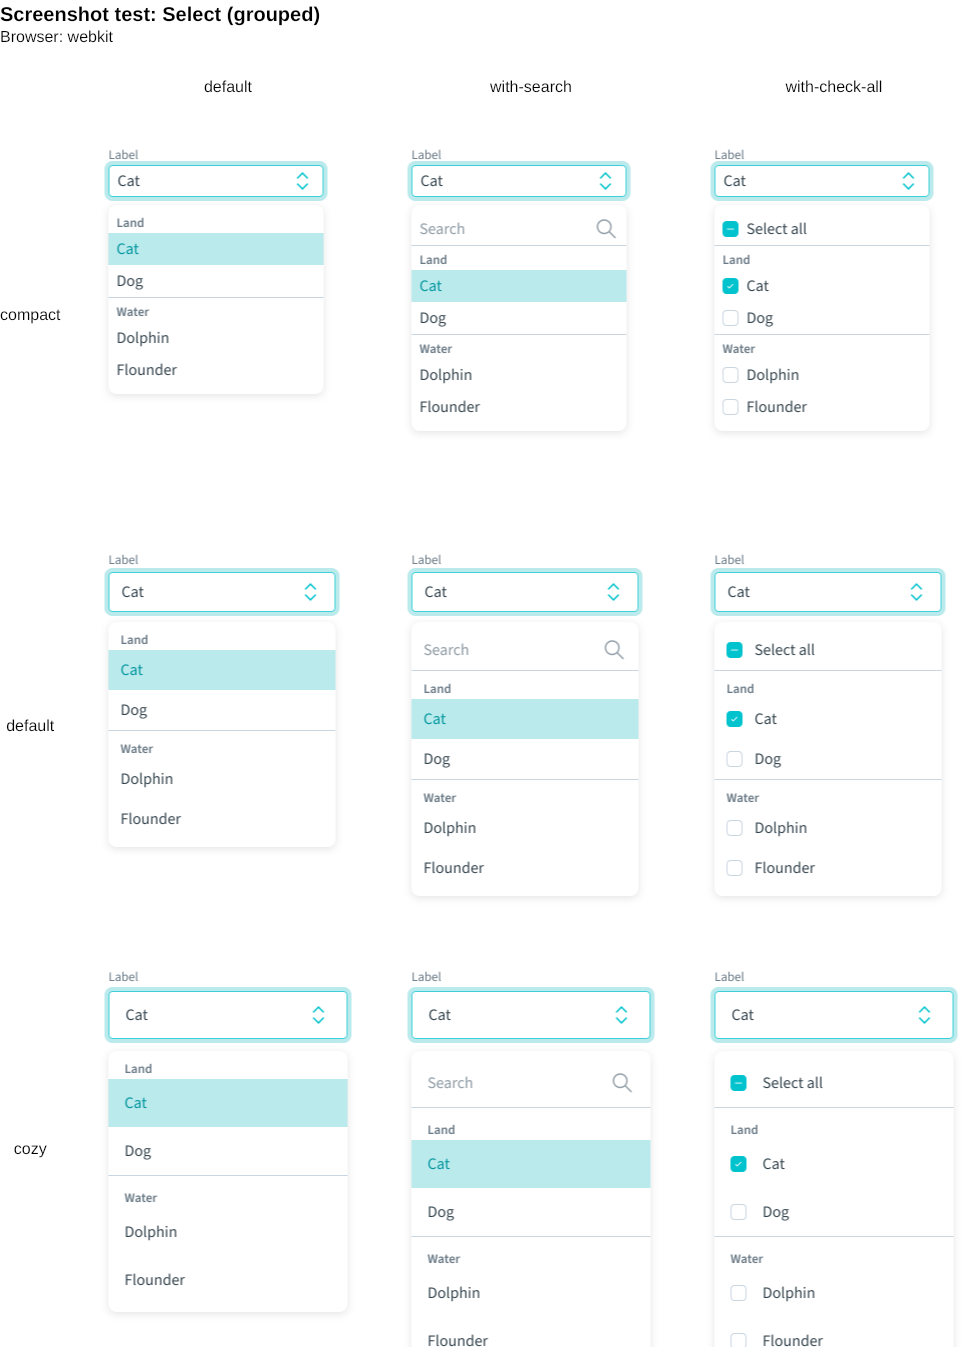 Screenshot test: Select (grouped)
Browser: webkit
default with-search with-check-all
compact
Label
Cat
Land
Cat
Dog
Water
Dolphin
Flounder
Label
Cat
Search
Land
Cat
Dog
Water
Dolphin
Flounder
Label
Cat
Select all
Land
Cat
Dog
Water
Dolphin
Flounder
default
Label
Cat
Land
Cat
Dog
Water
Dolphin
Flounder
Label
Cat
Search
Land
Cat
Dog
Water
Dolphin
Flounder
Label
Cat
Select all
Land
Cat
Dog
Water
Dolphin
Flounder
cozy
Label
Cat
Land
Cat
Dog
Water
Dolphin
Flounder
Label
Cat
Search
Land
Cat
Dog
Water
Dolphin
Flounder
Label
Cat
Select all
Land
Cat
Dog
Water
Dolphin
Flounder